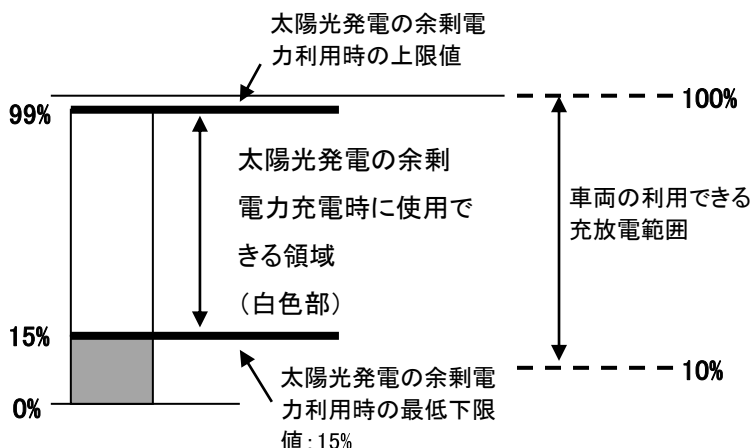 太陽光発電の余剰電
力利用時の上限値
100%
99%
太陽光発電の余剰
電力充電時に使用で
きる領域
（白色部）
車両の利用できる
充放電範囲
15%
10%
太陽光発電の余剰電
力利用時の最低下限
値：15%
0%